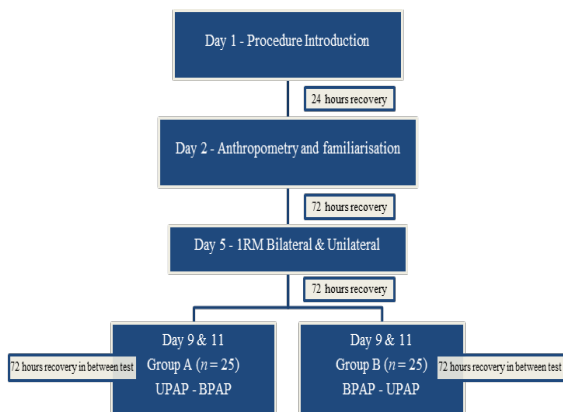 Day 1 - Procedure Introduction
24 hours recovery
Day 2 - Anthropometry and familiarisation
72 hours recovery
Day 5 - 1RM Bilateral & Unilateral
72 hours recovery
72 hours recovery in between test
Day 9 & 11
Group A (n = 25)
UPAP - BPAP
Day 9 & 11
Group B (n = 25)
BPAP - UPAP
72 hours recovery in between test